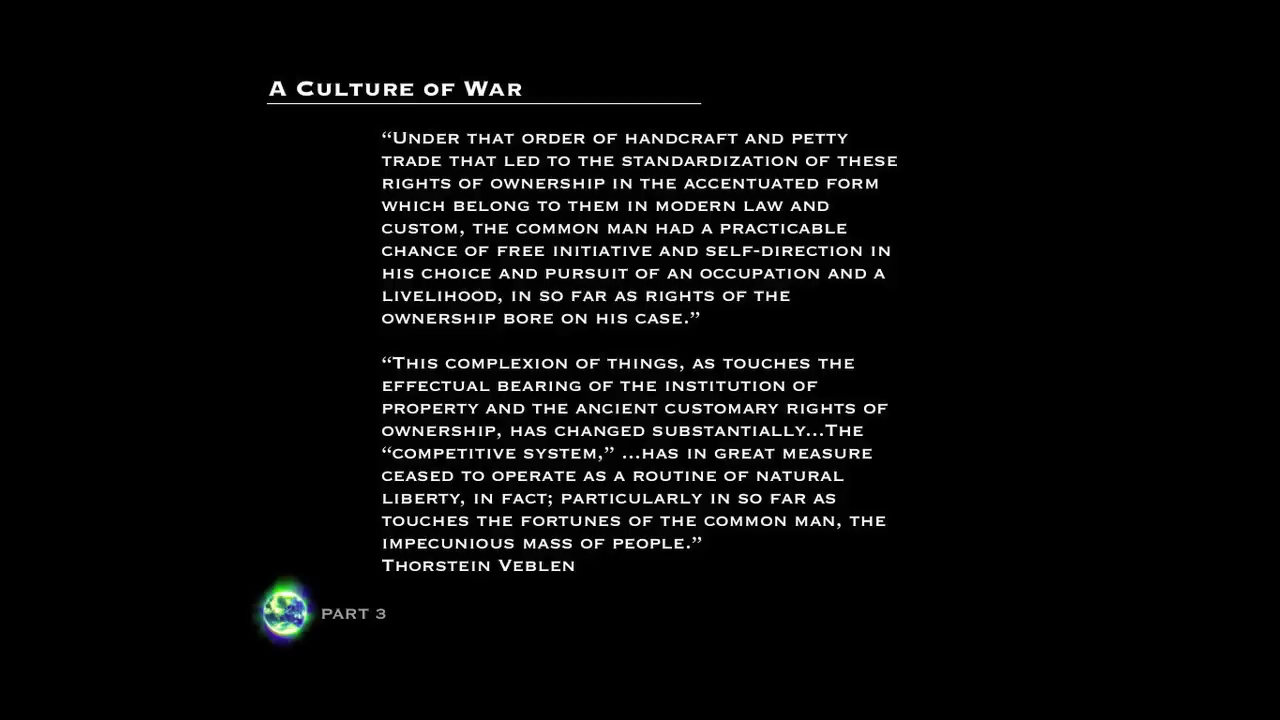 A Culture of War
“Under that order of handcraft and petty
trade that led to the standardization of these
rights of ownership in the accentuated form
which belong to them in modern law and
custom, the common man had a practicable
chance of free initiative and self-direction in
his choice and pursuit of an occupation and a
livelihood, in so far as rights of the
ownership bore on his case.”
“This complexion of things, as touches the
effectual bearing of the institution of
property and the ancient customary rights of
ownership, has changed substantially...The
“competitive system,” ...has in great measure
ceased to operate as a routine of natural
liberty, in fact; particularly in so far as
touches the fortunes of the common man, the
impecunious mass of people.”
Thorstein Veblen
PART 3